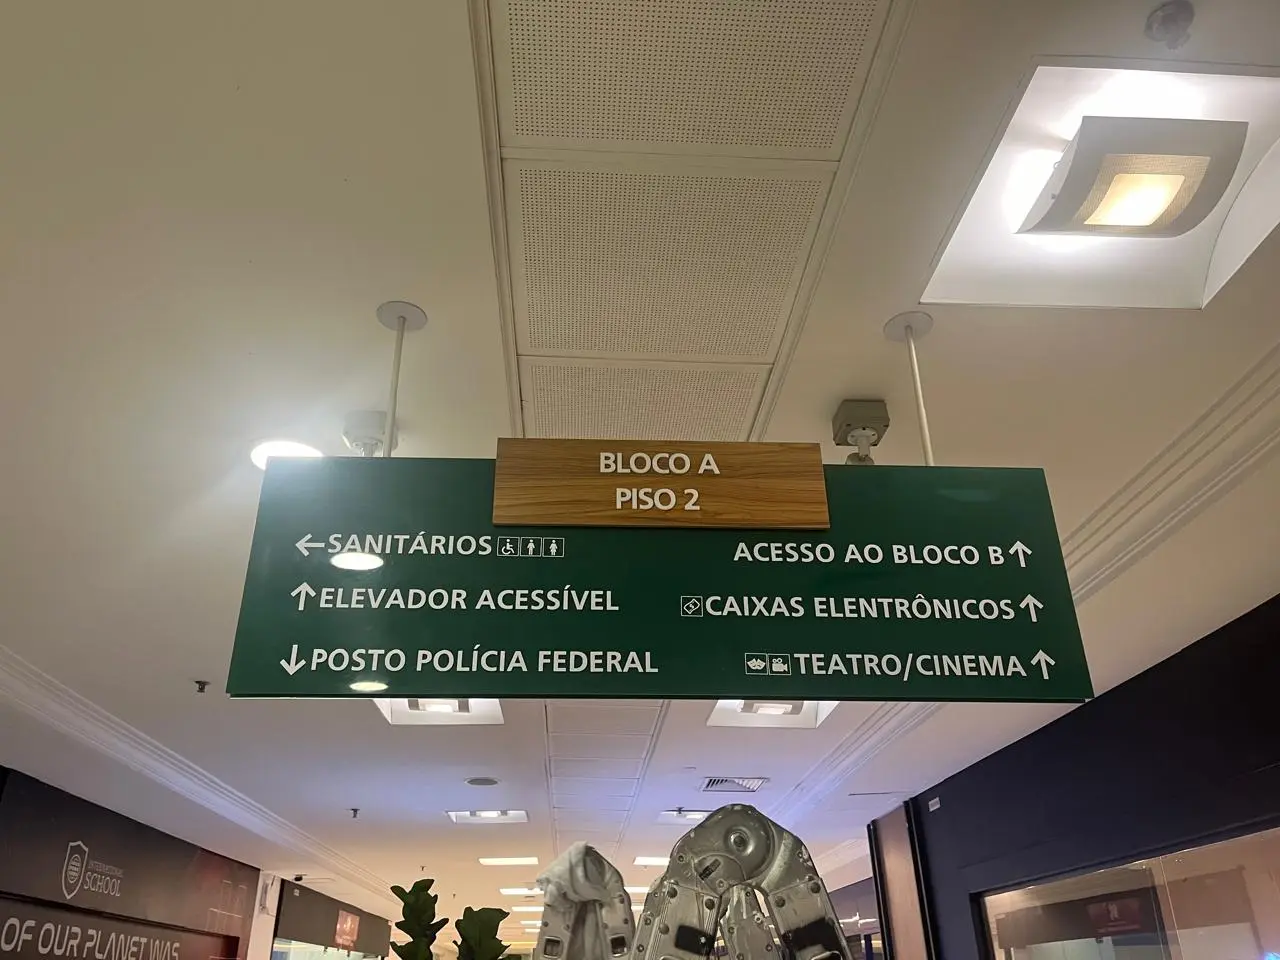 BLOCO A
PISO 2
SANITÁRIOS
ELEVADOR ACESSÍVEL
POSTO POLÍCIA FEDERAL
ACESSO AO BLOCO B
CAIXAS ELENTRÔNICOS
TEATRO/CINEMA
INTERNATIONAL
SCHOOL
OF OUR PLANET WAS